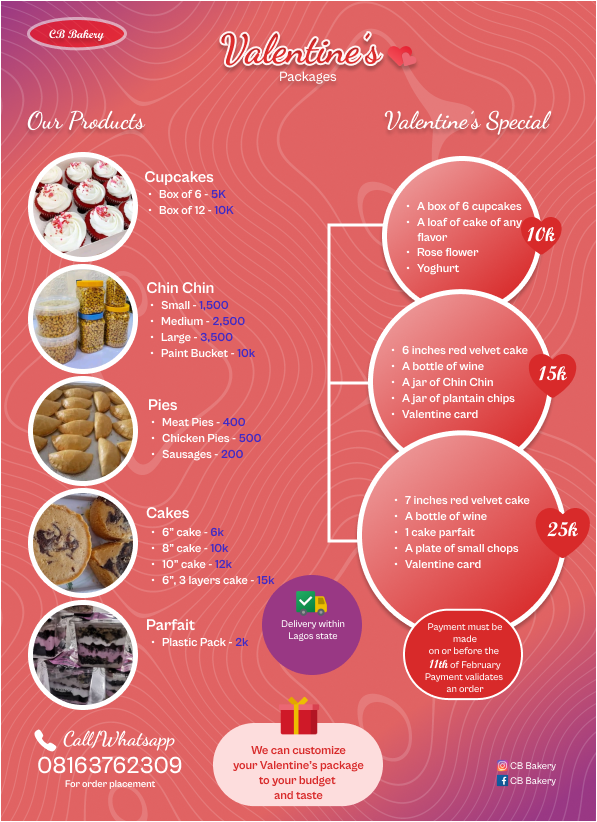 CB Bakery
Valentine's
Packages
Our Products
Cupcakes
• Box of 6 - 5K
• Box of 12 - 10K
Chin Chin
• Small - 1,500
• Medium - 2,500
• Large - 3,500
• Paint Bucket - 10k
Pies
• Meat Pies - 400
• Chicken Pies - 500
• Sausages - 200
Cakes
• 6" cake - 6k
• 8" cake - 10k
• 10" cake - 12k
• 6", 3 layers cake - 15k
Parfait
• Plastic Pack - 2k
Valentine's Special
• A box of 6 cupcakes
• A loaf of cake of any
flavor
• Rose flower
• Yoghurt
10k
• 6 inches red velvet cake
• A bottle of wine
• A jar of Chin Chin
• A jar of plantain chips
• Valentine card
15k
• 7 inches red velvet cake
• A bottle of wine
• 1 cake parfait
• A plate of small chops
• Valentine card
25k
Delivery within
Lagos state
Payment must be
made
on or before the
11th of February
Payment validates
an order
Call/Whatsapp
08163762309
For order placement
We can customize
your Valentine's package
to your budget
and taste
CB Bakery
CB Bakery